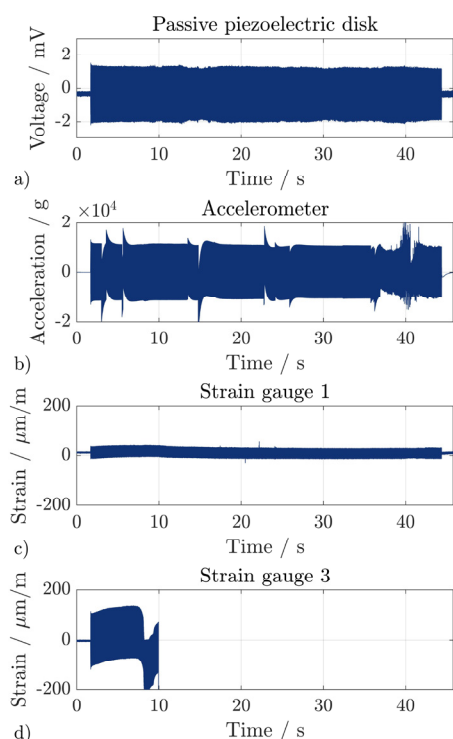 Passive piezoelectric disk
Voltage / mV
2
0
-2
0 10 20 30 40
Time / s
a)
Accelerometer
×10⁴
Acceleration / g
2
0
-2
0 10 20 30 40
Time / s
b)
Strain gauge 1
Strain / μm/m
200
0
-200
0 10 20 30 40
Time / s
c)
Strain gauge 3
Strain / μm/m
200
0
-200
0 10 20 30 40
Time / s
d)